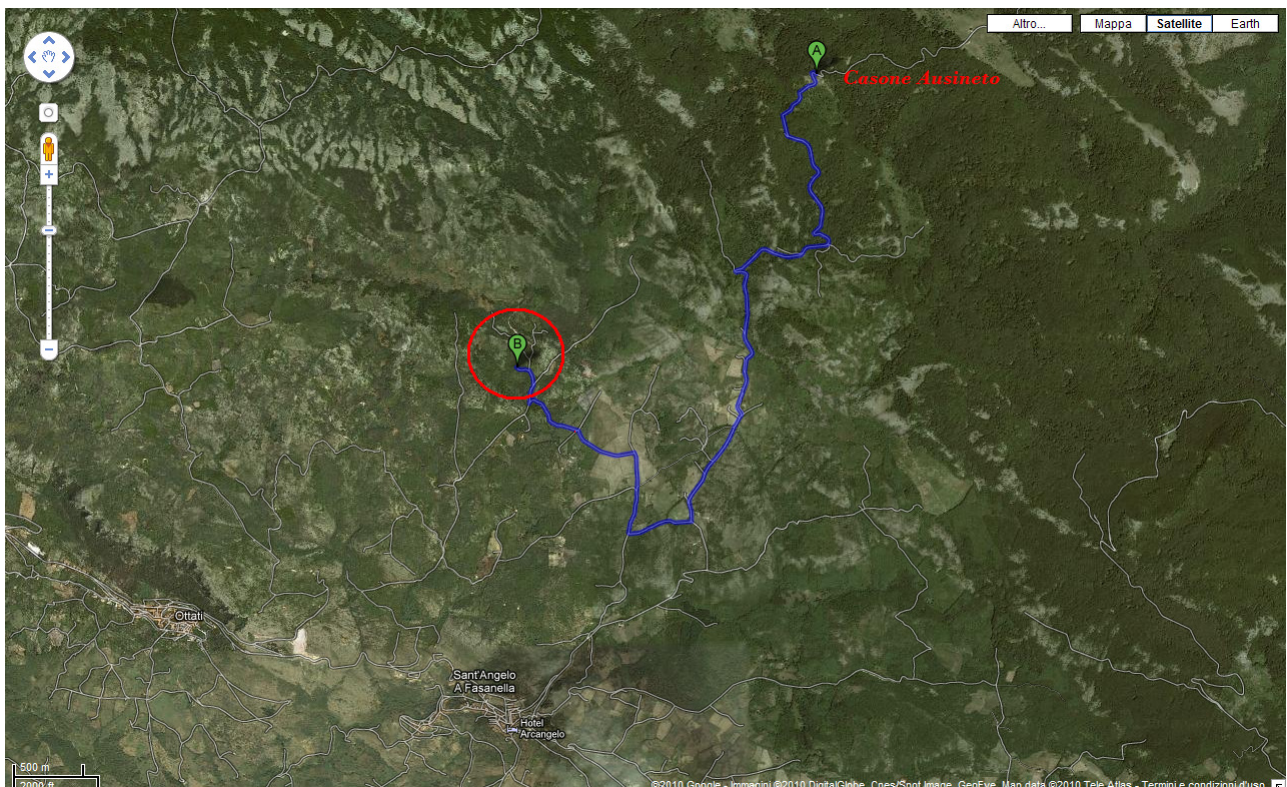 Altro...
Mappa
Satellite
Earth
A
Casone Ausineto
B
Ottati
Sant'Angelo
A Fasanella
Hotel
Arcangelo
500 m
2000 ft
©2010 Google - Immagini ©2010 DigitalGlobe, Cnes/Spot Image, GeoEye, Map data ©2010 Tele Atlas - Termini e condizioni d'uso